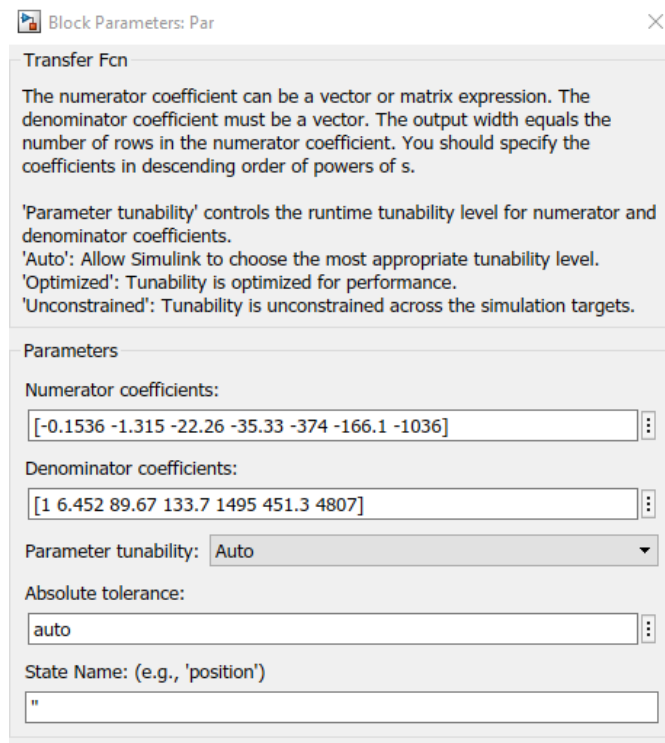 Block Parameters: Par
Transfer Fcn
The numerator coefficient can be a vector or matrix expression. The
denominator coefficient must be a vector. The output width equals the
number of rows in the numerator coefficient. You should specify the
coefficients in descending order of powers of s.
'Parameter tunability' controls the runtime tunability level for numerator and
denominator coefficients.
'Auto': Allow Simulink to choose the most appropriate tunability level.
'Optimized': Tunability is optimized for performance.
'Unconstrained': Tunability is unconstrained across the simulation targets.
Parameters
Numerator coefficients:
[-0.1536 -1.315 -22.26 -35.33 -374 -166.1 -1036]
Denominator coefficients:
[1 6.452 89.67 133.7 1495 451.3 4807]
Parameter tunability: Auto
Absolute tolerance:
auto
State Name: (e.g., 'position')
''